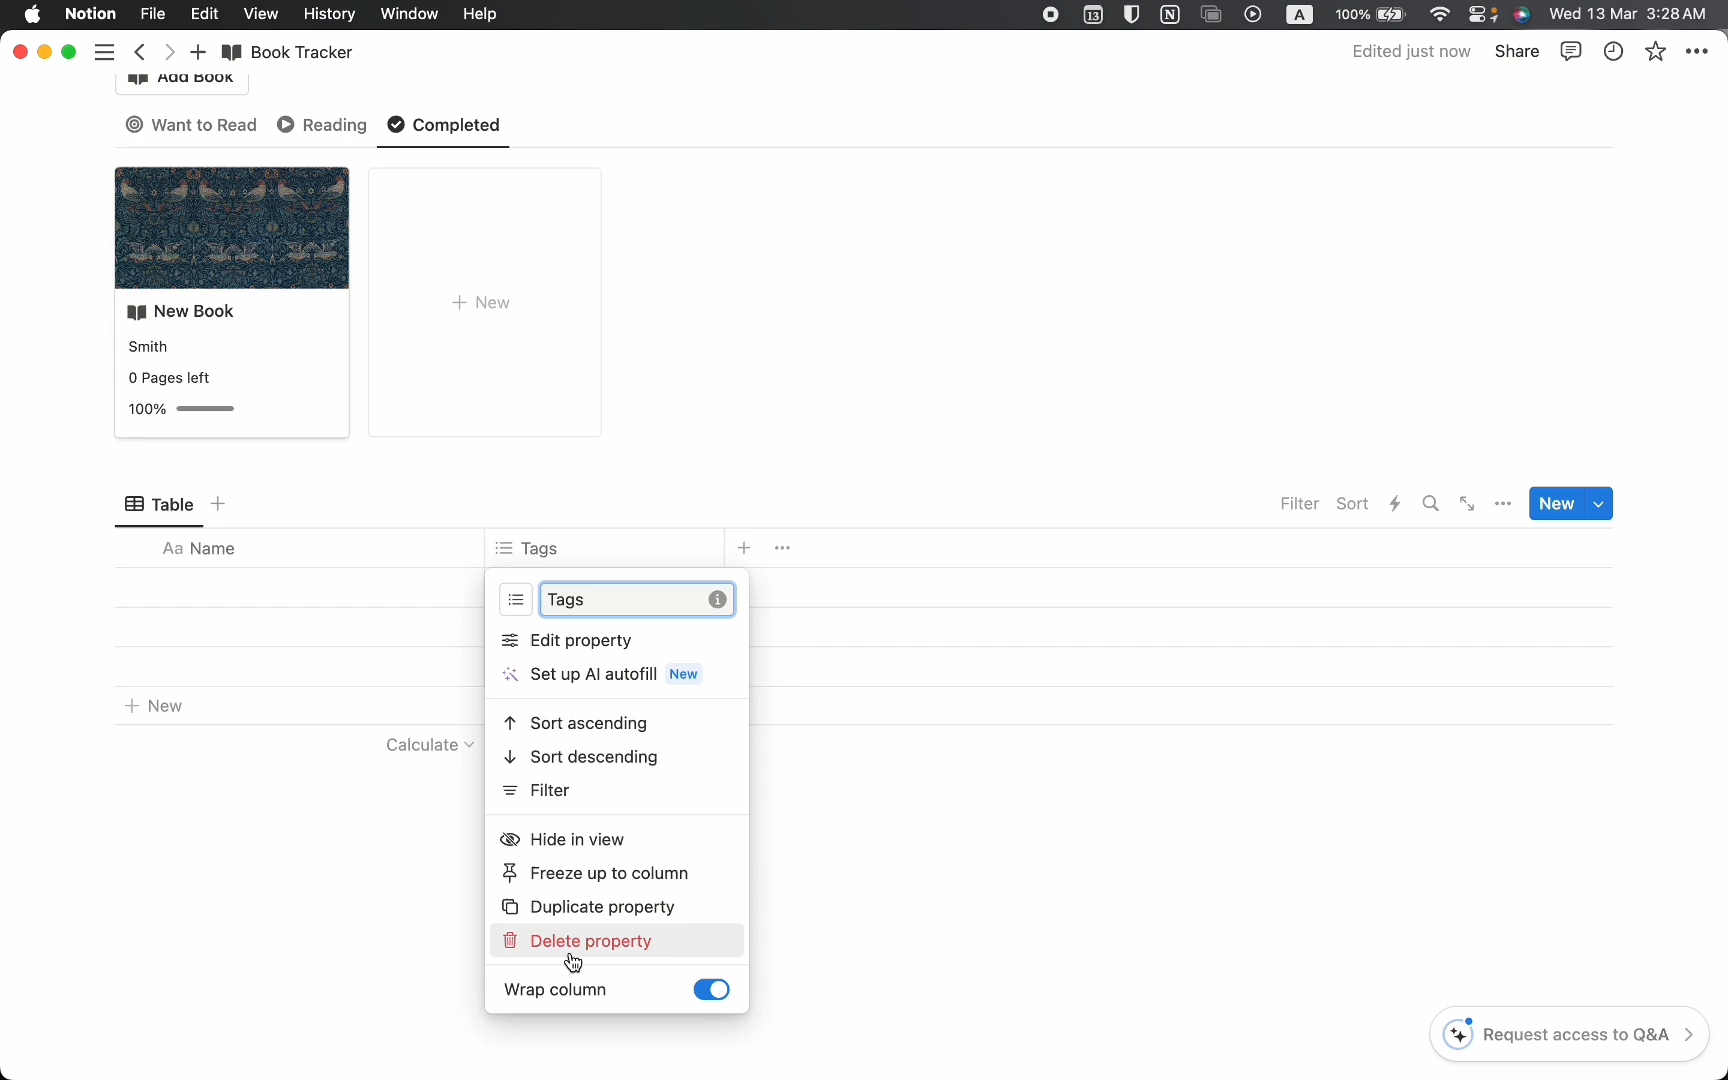 Notion File Edit View History Window Help 13 N A 100% Wed 13 Mar 3:28 AM
Book Tracker Edited just now Share
Add Book
Want to Read Reading Completed
New Book
Smith
0 Pages left
100%
+ New
Table + Filter Sort New
Aa Name Tags +
Tags
Edit property
Set up AI autofill New
+ New
Sort ascending
Calculate
Sort descending
Filter
Hide in view
Freeze up to column
Duplicate property
Delete property
Wrap column
Request access to Q&A